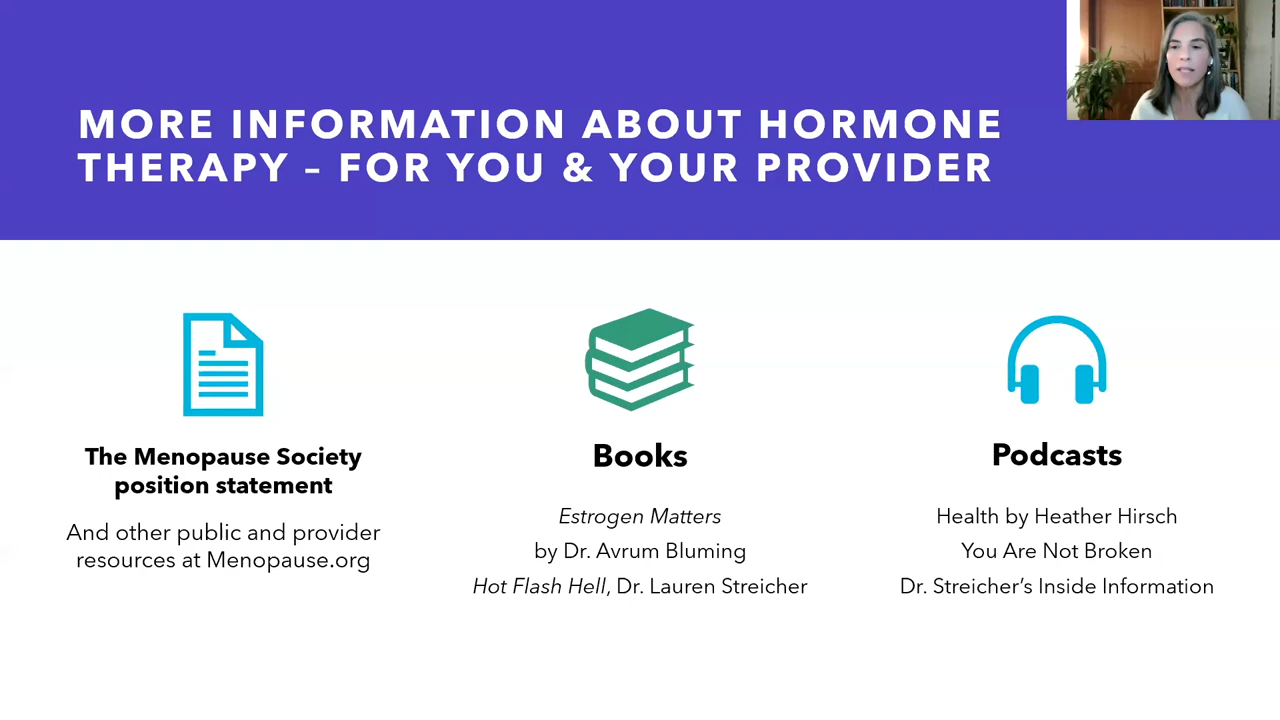 MORE INFORMATION ABOUT HORMONE
THERAPY – FOR YOU & YOUR PROVIDER
The Menopause Society
position statement
And other public and provider
resources at Menopause.org
Books
Estrogen Matters
by Dr. Avrum Bluming
Hot Flash Hell, Dr. Lauren Streicher
Podcasts
Health by Heather Hirsch
You Are Not Broken
Dr. Streicher’s Inside Information